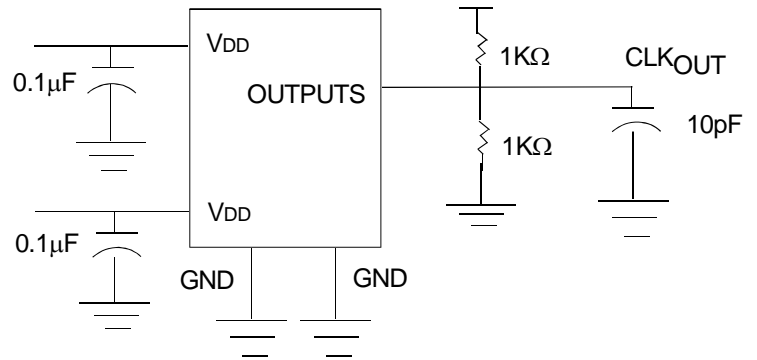 VDD
0.1μF
OUTPUTS
1KΩ
CLKOUT
10pF
1KΩ
VDD
0.1μF
GND
GND